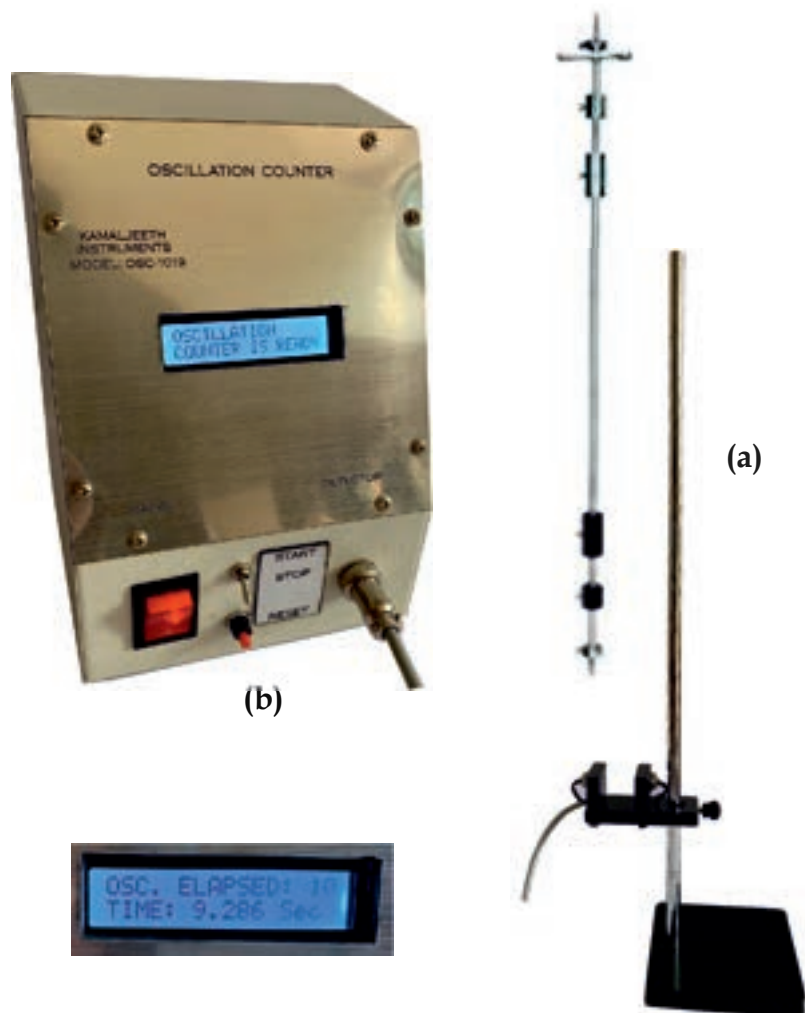 OSCILLATION COUNTER
KAMALJEETH
INSTRUMENTS
MODEL: OSC-1019
OSCILLATION
COUNTER IS READY
START
STOP
RESET
(a)
(b)
OSC. ELAPSED: 10
TIME: 9.286 Sec